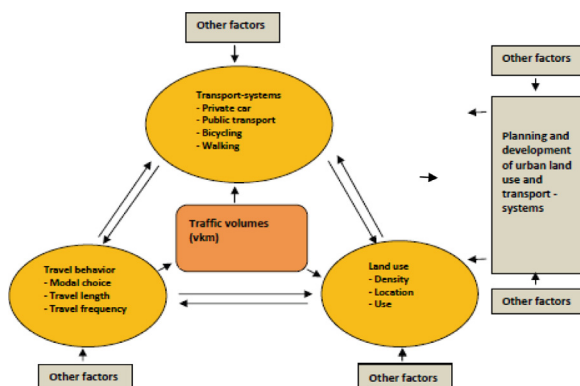 Other factors
Transport-systems
- Private car
- Public transport
- Bicycling
- Walking
Other factors
Planning and
development
of urban land
use and
transport -
systems
Traffic volumes
(vkm)
Travel behavior
- Modal choice
- Travel length
- Travel frequency
Land use
- Density
- Location
- Use
Other factors
Other factors
Other factors